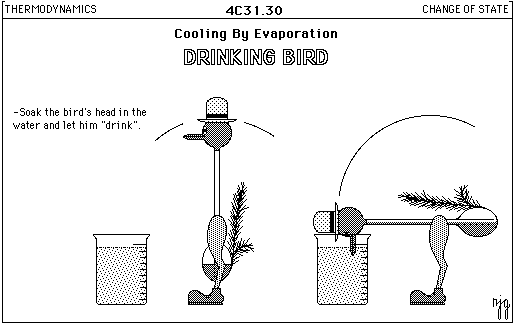 THERMODYNAMICS
4C31.30
CHANGE OF STATE
Cooling By Evaporation
DRINKING BIRD
-Soak the bird's head in the
water and let him "drink".
njg